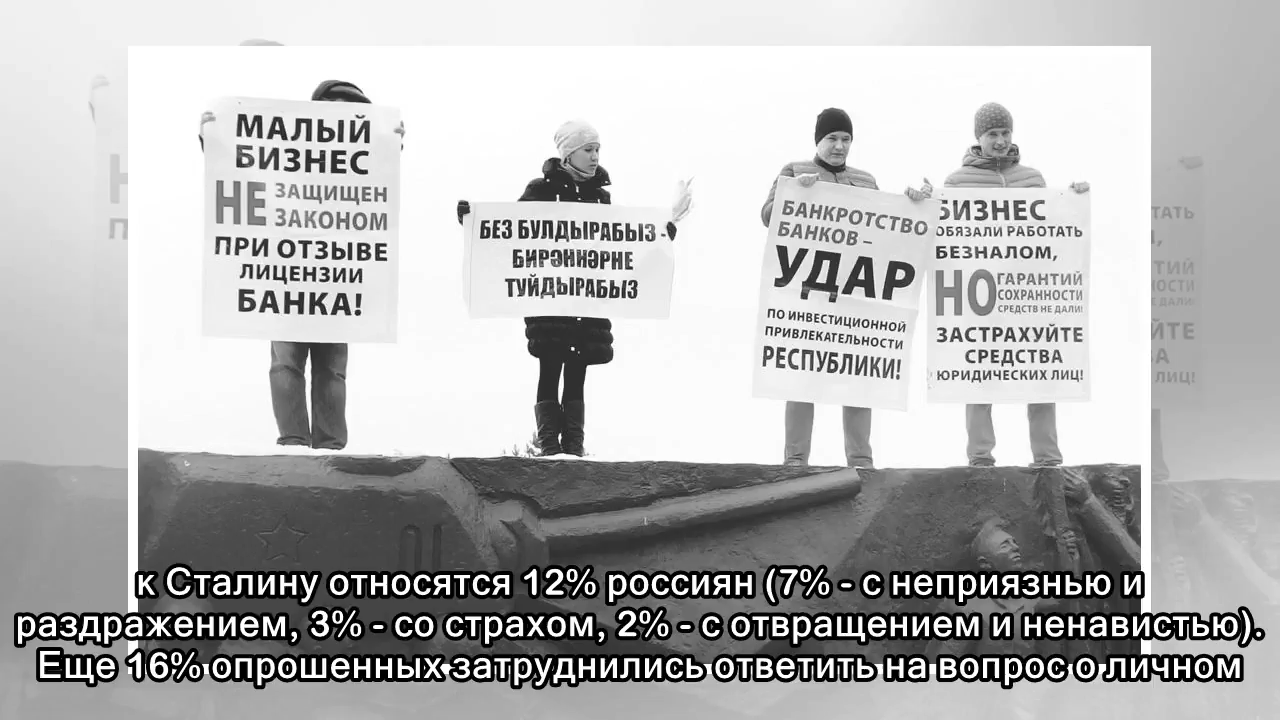 МАЛЫЙ
БИЗНЕС
НЕ ЗАЩИЩЕН
ЗАКОНОМ
ПРИ ОТЗЫВЕ
ЛИЦЕНЗИИ
БАНКА!
БЕЗ БУЛДЫРАБЫЗ -
БИРӘННӘРНЕ
ТУЙДЫРАБЫЗ
БАНКРОТСТВО
БАНКОВ –
УДАР
ПО ИНВЕСТИЦИОННОЙ
ПРИВЛЕКАТЕЛЬНОСТИ
РЕСПУБЛИКИ!
БИЗНЕС
ОБЯЗАЛИ РАБОТАТЬ
БЕЗНАЛОМ,
НО ГАРАНТИЙ
СОХРАННОСТИ
СРЕДСТВ НЕ ДАЛИ!
ЗАСТРАХУЙТЕ
СРЕДСТВА
ЮРИДИЧЕСКИХ ЛИЦ!
к Сталину относятся 12% россиян (7% - с неприязнью и
раздражением, 3% - со страхом, 2% - с отвращением и ненавистью).
Еще 16% опрошенных затруднились ответить на вопрос о личном